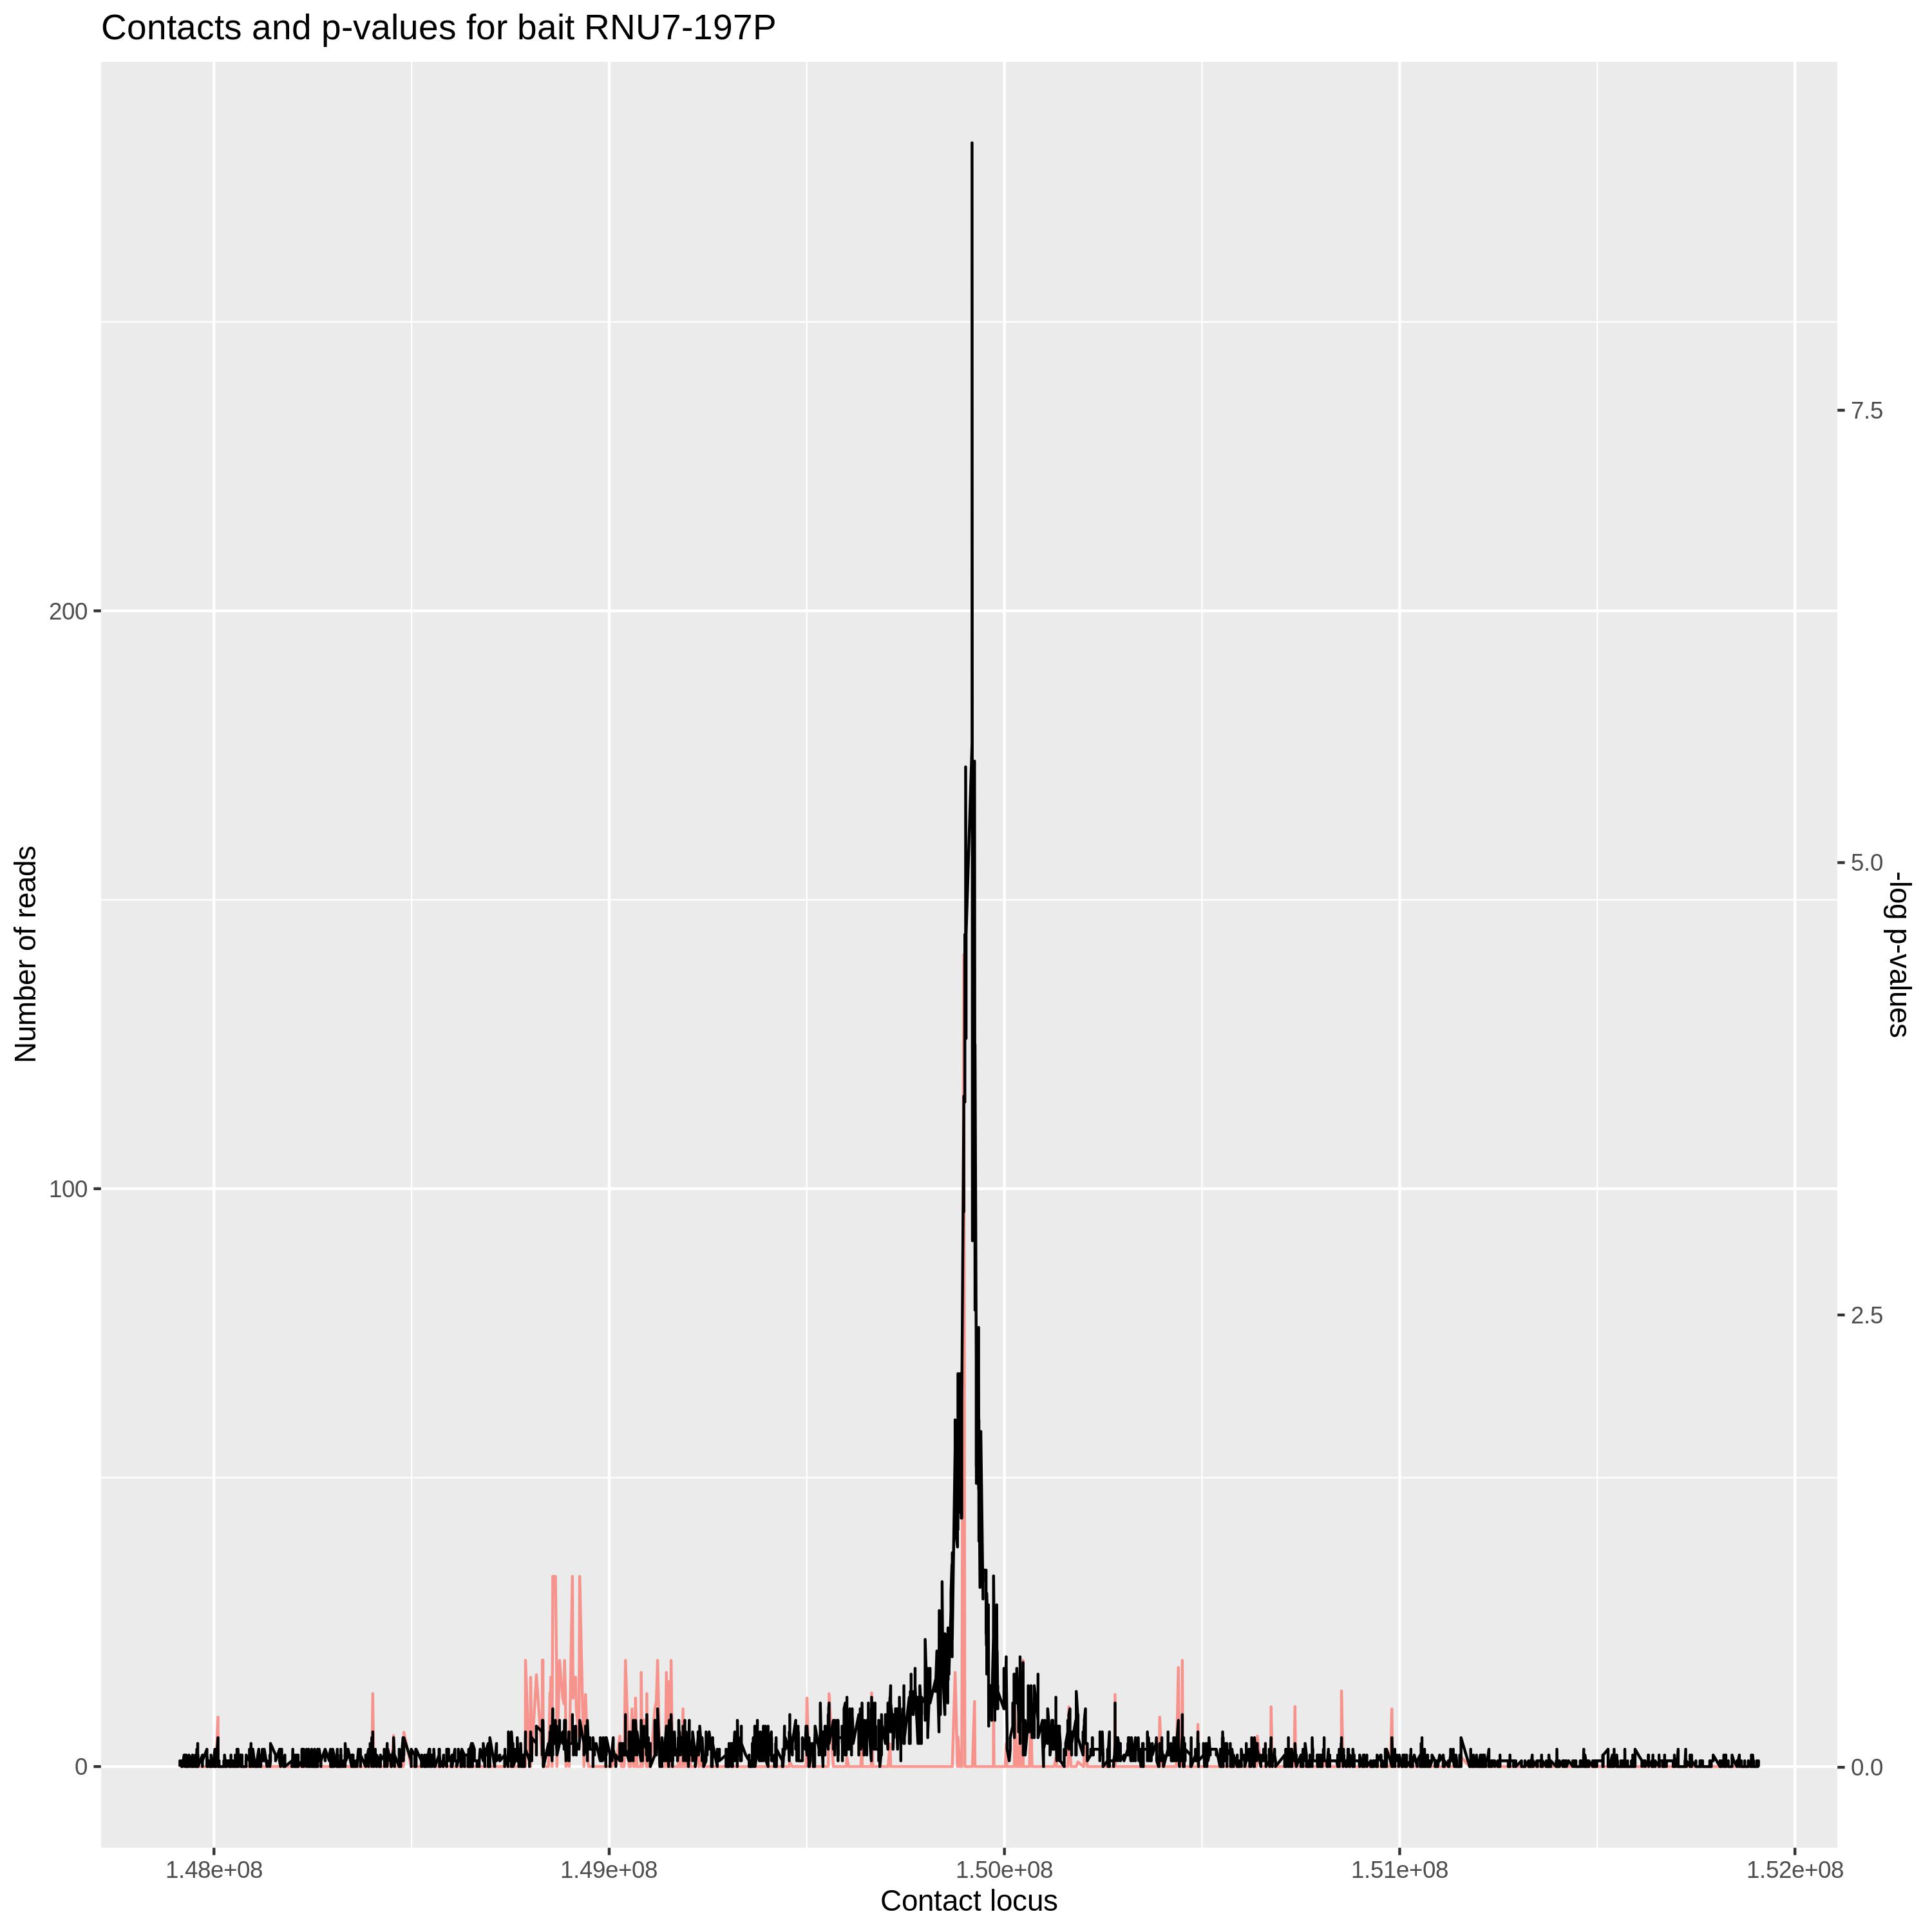 Contacts and p-values for bait RNU7-197P
200
100
0
Number of reads
7.5
5.0
2.5
0.0
-log p-values
1.48e+08
1.49e+08
1.50e+08
1.51e+08
1.52e+08
Contact locus